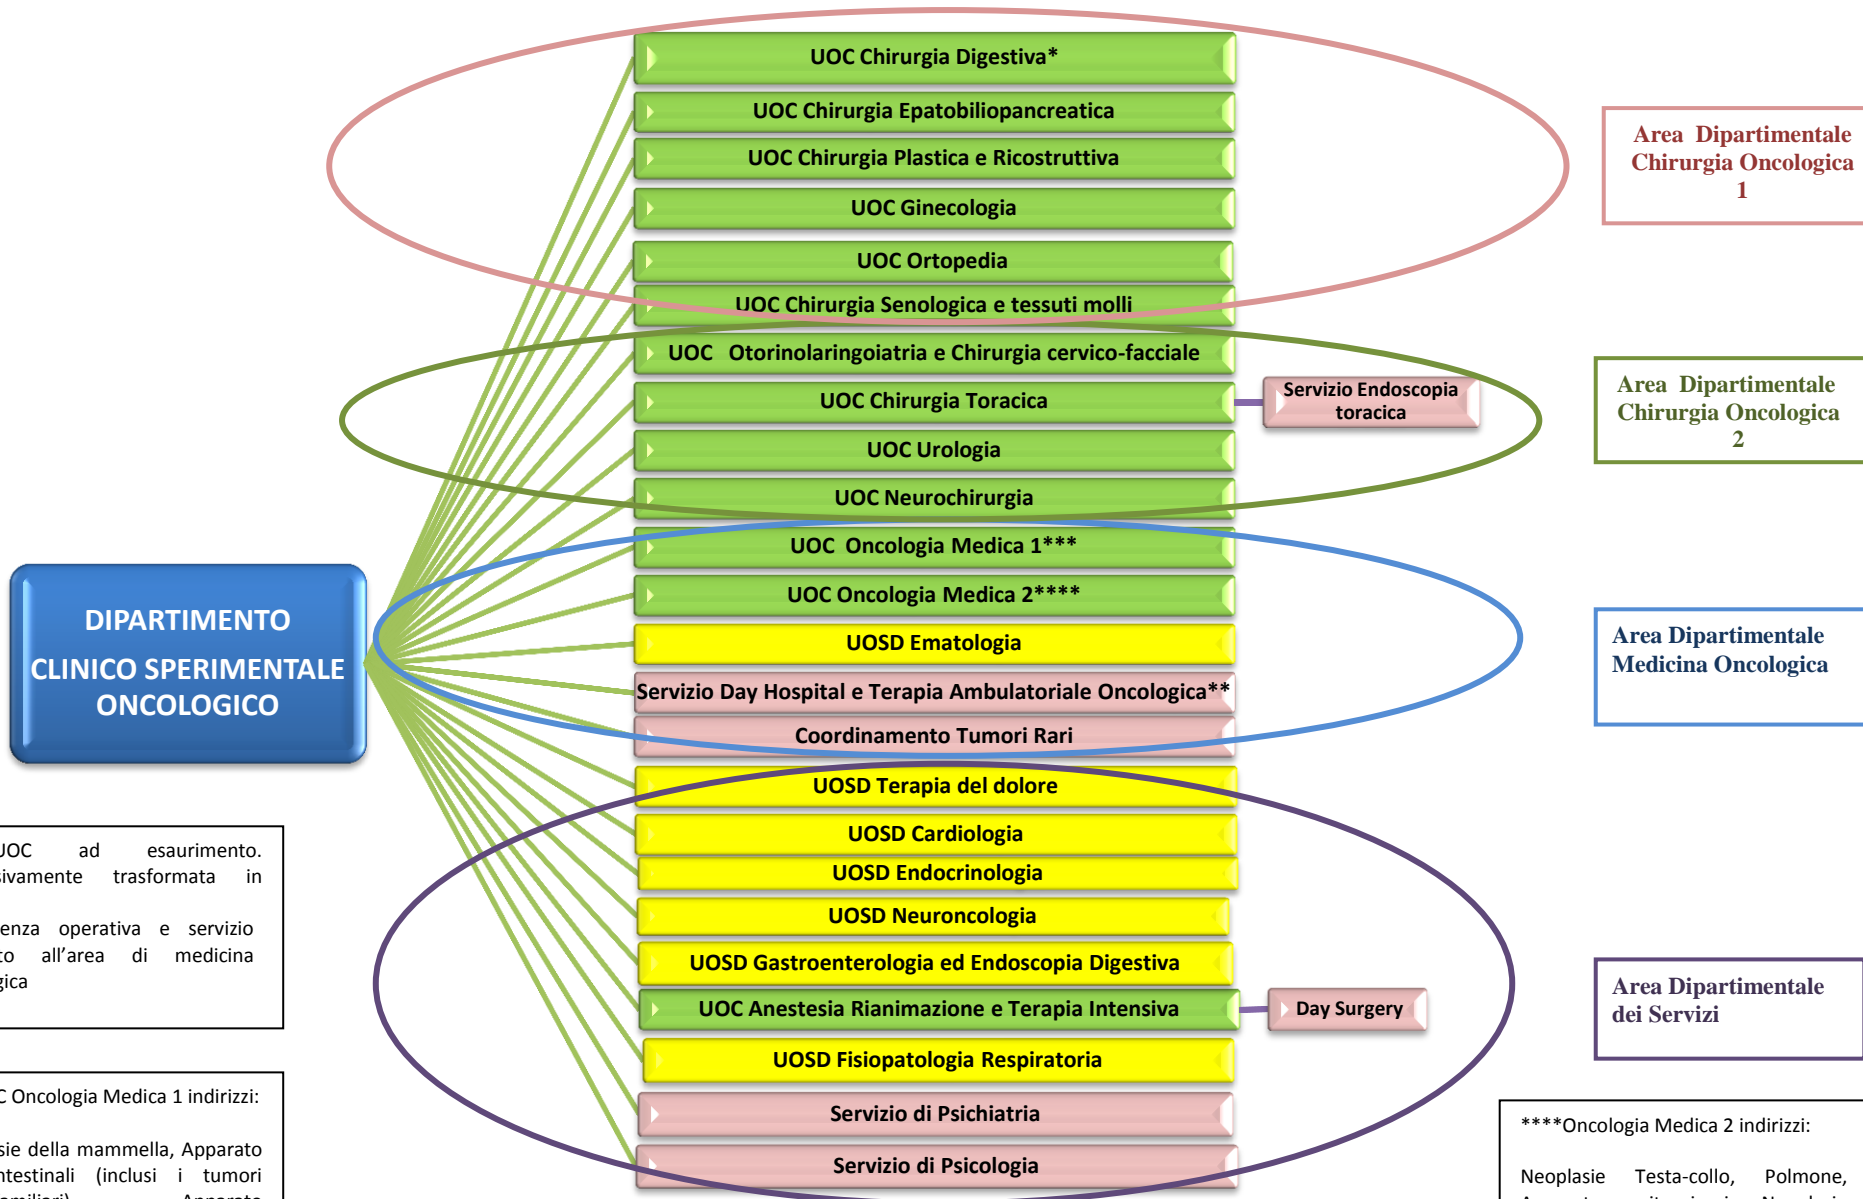 UOC Chirurgia Digestiva*
UOC Chirurgia Epatobiliopancreatica
UOC Chirurgia Plastica e Ricostruttiva
UOC Ginecologia
UOC Ortopedia
UOC Chirurgia Senologica e tessuti molli
UOC Otorinolaringoiatria e Chirurgia cervico-facciale
UOC Chirurgia Toracica
Servizio Endoscopia
toracica
UOC Urologia
UOC Neurochirurgia
UOC Oncologia Medica 1***
UOC Oncologia Medica 2****
UOSD Ematologia
Servizio Day Hospital e Terapia Ambulatoriale Oncologica**
Coordinamento Tumori Rari
UOSD Terapia del dolore
UOSD Cardiologia
UOSD Endocrinologia
UOSD Neuroncologia
UOSD Gastroenterologia ed Endoscopia Digestiva
UOC Anestesia Rianimazione e Terapia Intensiva
Day Surgery
UOSD Fisiopatologia Respiratoria
Servizio di Psichiatria
Servizio di Psicologia
Area Dipartimentale
Chirurgia Oncologica
1
Area Dipartimentale
Chirurgia Oncologica
2
Area Dipartimentale
Medicina Oncologica
Area Dipartimentale
dei Servizi
DIPARTIMENTO
CLINICO SPERIMENTALE
ONCOLOGICO
UOC ad esaurimento.
sivamente trasformata in
enza operativa e servizio
to all'area di medicina
gica
C Oncologia Medica 1 indirizzi:
sie della mammella, Apparato
ntestinali (inclusi i tumori
****Oncologia Medica 2 indirizzi:
Neoplasie Testa-collo, Polmone,